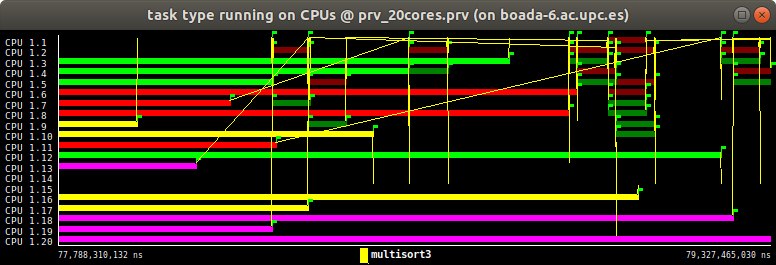 task type running on CPUs @ prv_20cores.prv (on boada-6.ac.upc.es)
CPU 1.1
CPU 1.2
CPU 1.3
CPU 1.4
CPU 1.5
CPU 1.6
CPU 1.7
CPU 1.8
CPU 1.9
CPU 1.10
CPU 1.11
CPU 1.12
CPU 1.13
CPU 1.14
CPU 1.15
CPU 1.16
CPU 1.17
CPU 1.18
CPU 1.19
CPU 1.20
77,788,310,132 ns multisort3 79,327,465,030 ns